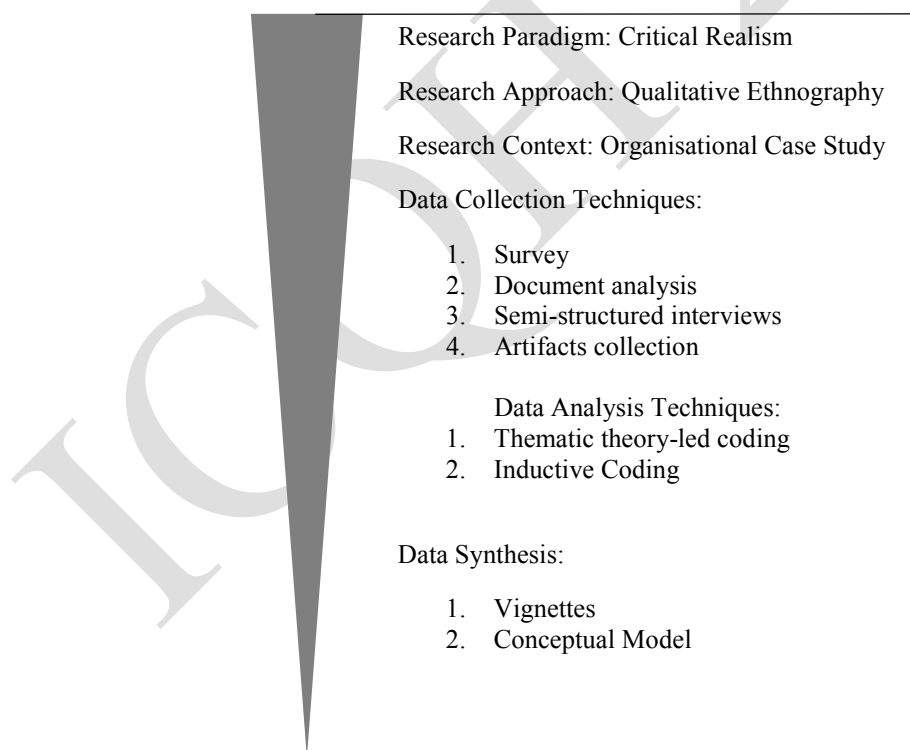 Research Paradigm: Critical Realism
Research Approach: Qualitative Ethnography
Research Context: Organisational Case Study
Data Collection Techniques:
1. Survey
2. Document analysis
3. Semi-structured interviews
4. Artifacts collection
Data Analysis Techniques:
1. Thematic theory-led coding
2. Inductive Coding
Data Synthesis:
1. Vignettes
2. Conceptual Model
ICOH